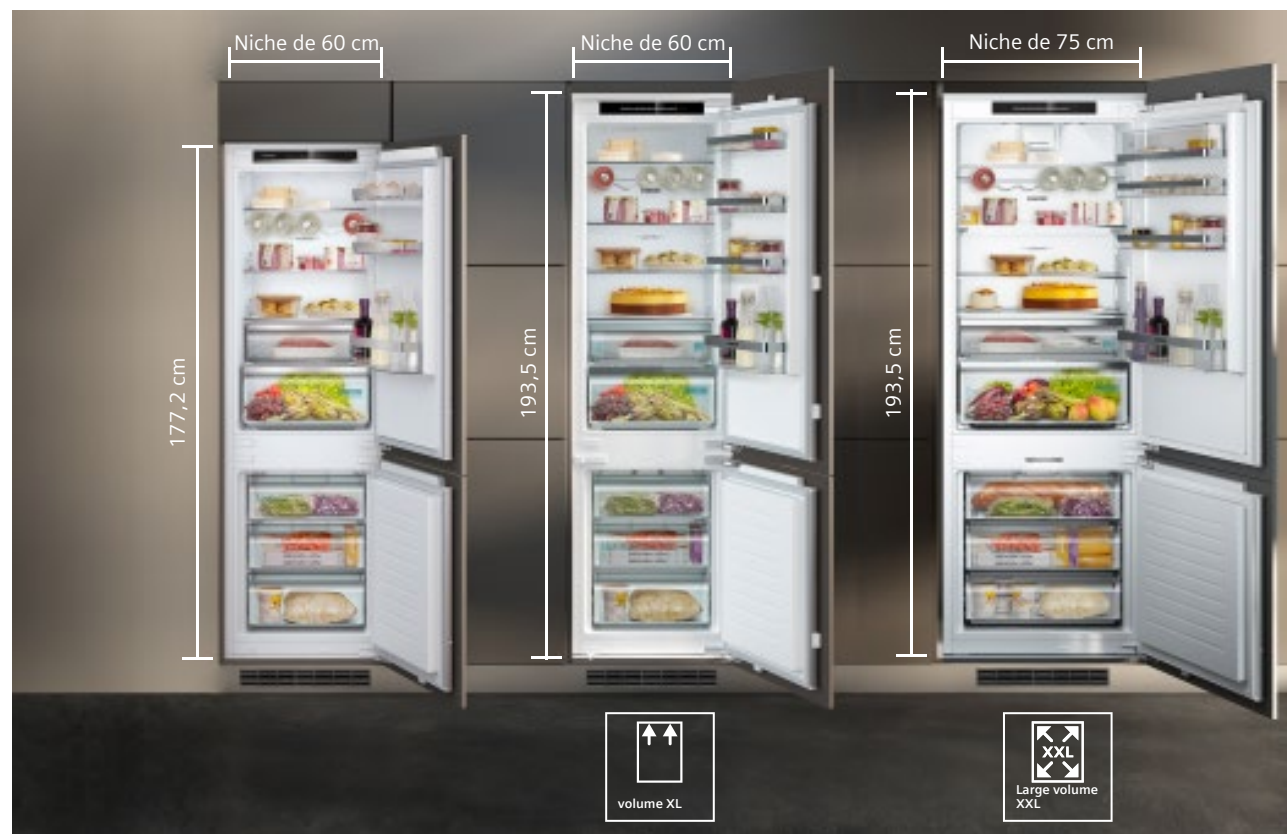 Niche de 60 cm
Niche de 60 cm
Niche de 75 cm
177,2 cm
193,5 cm
193,5 cm
volume XL
XXL
Large volume
XXL